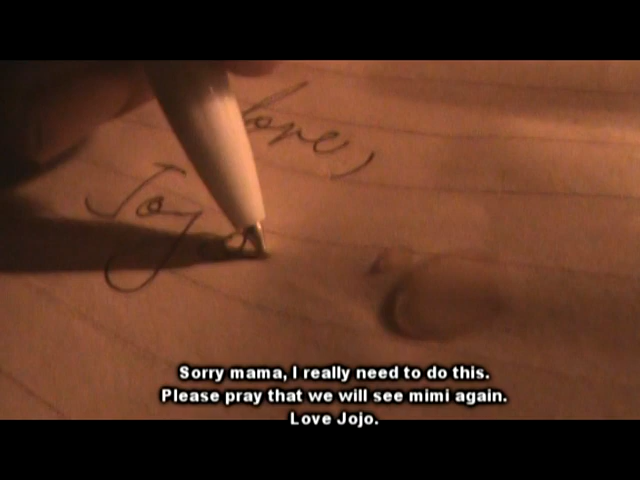 Love,
Jojo
Sorry mama, I really need to do this.
Please pray that we will see mimi again.
Love Jojo.